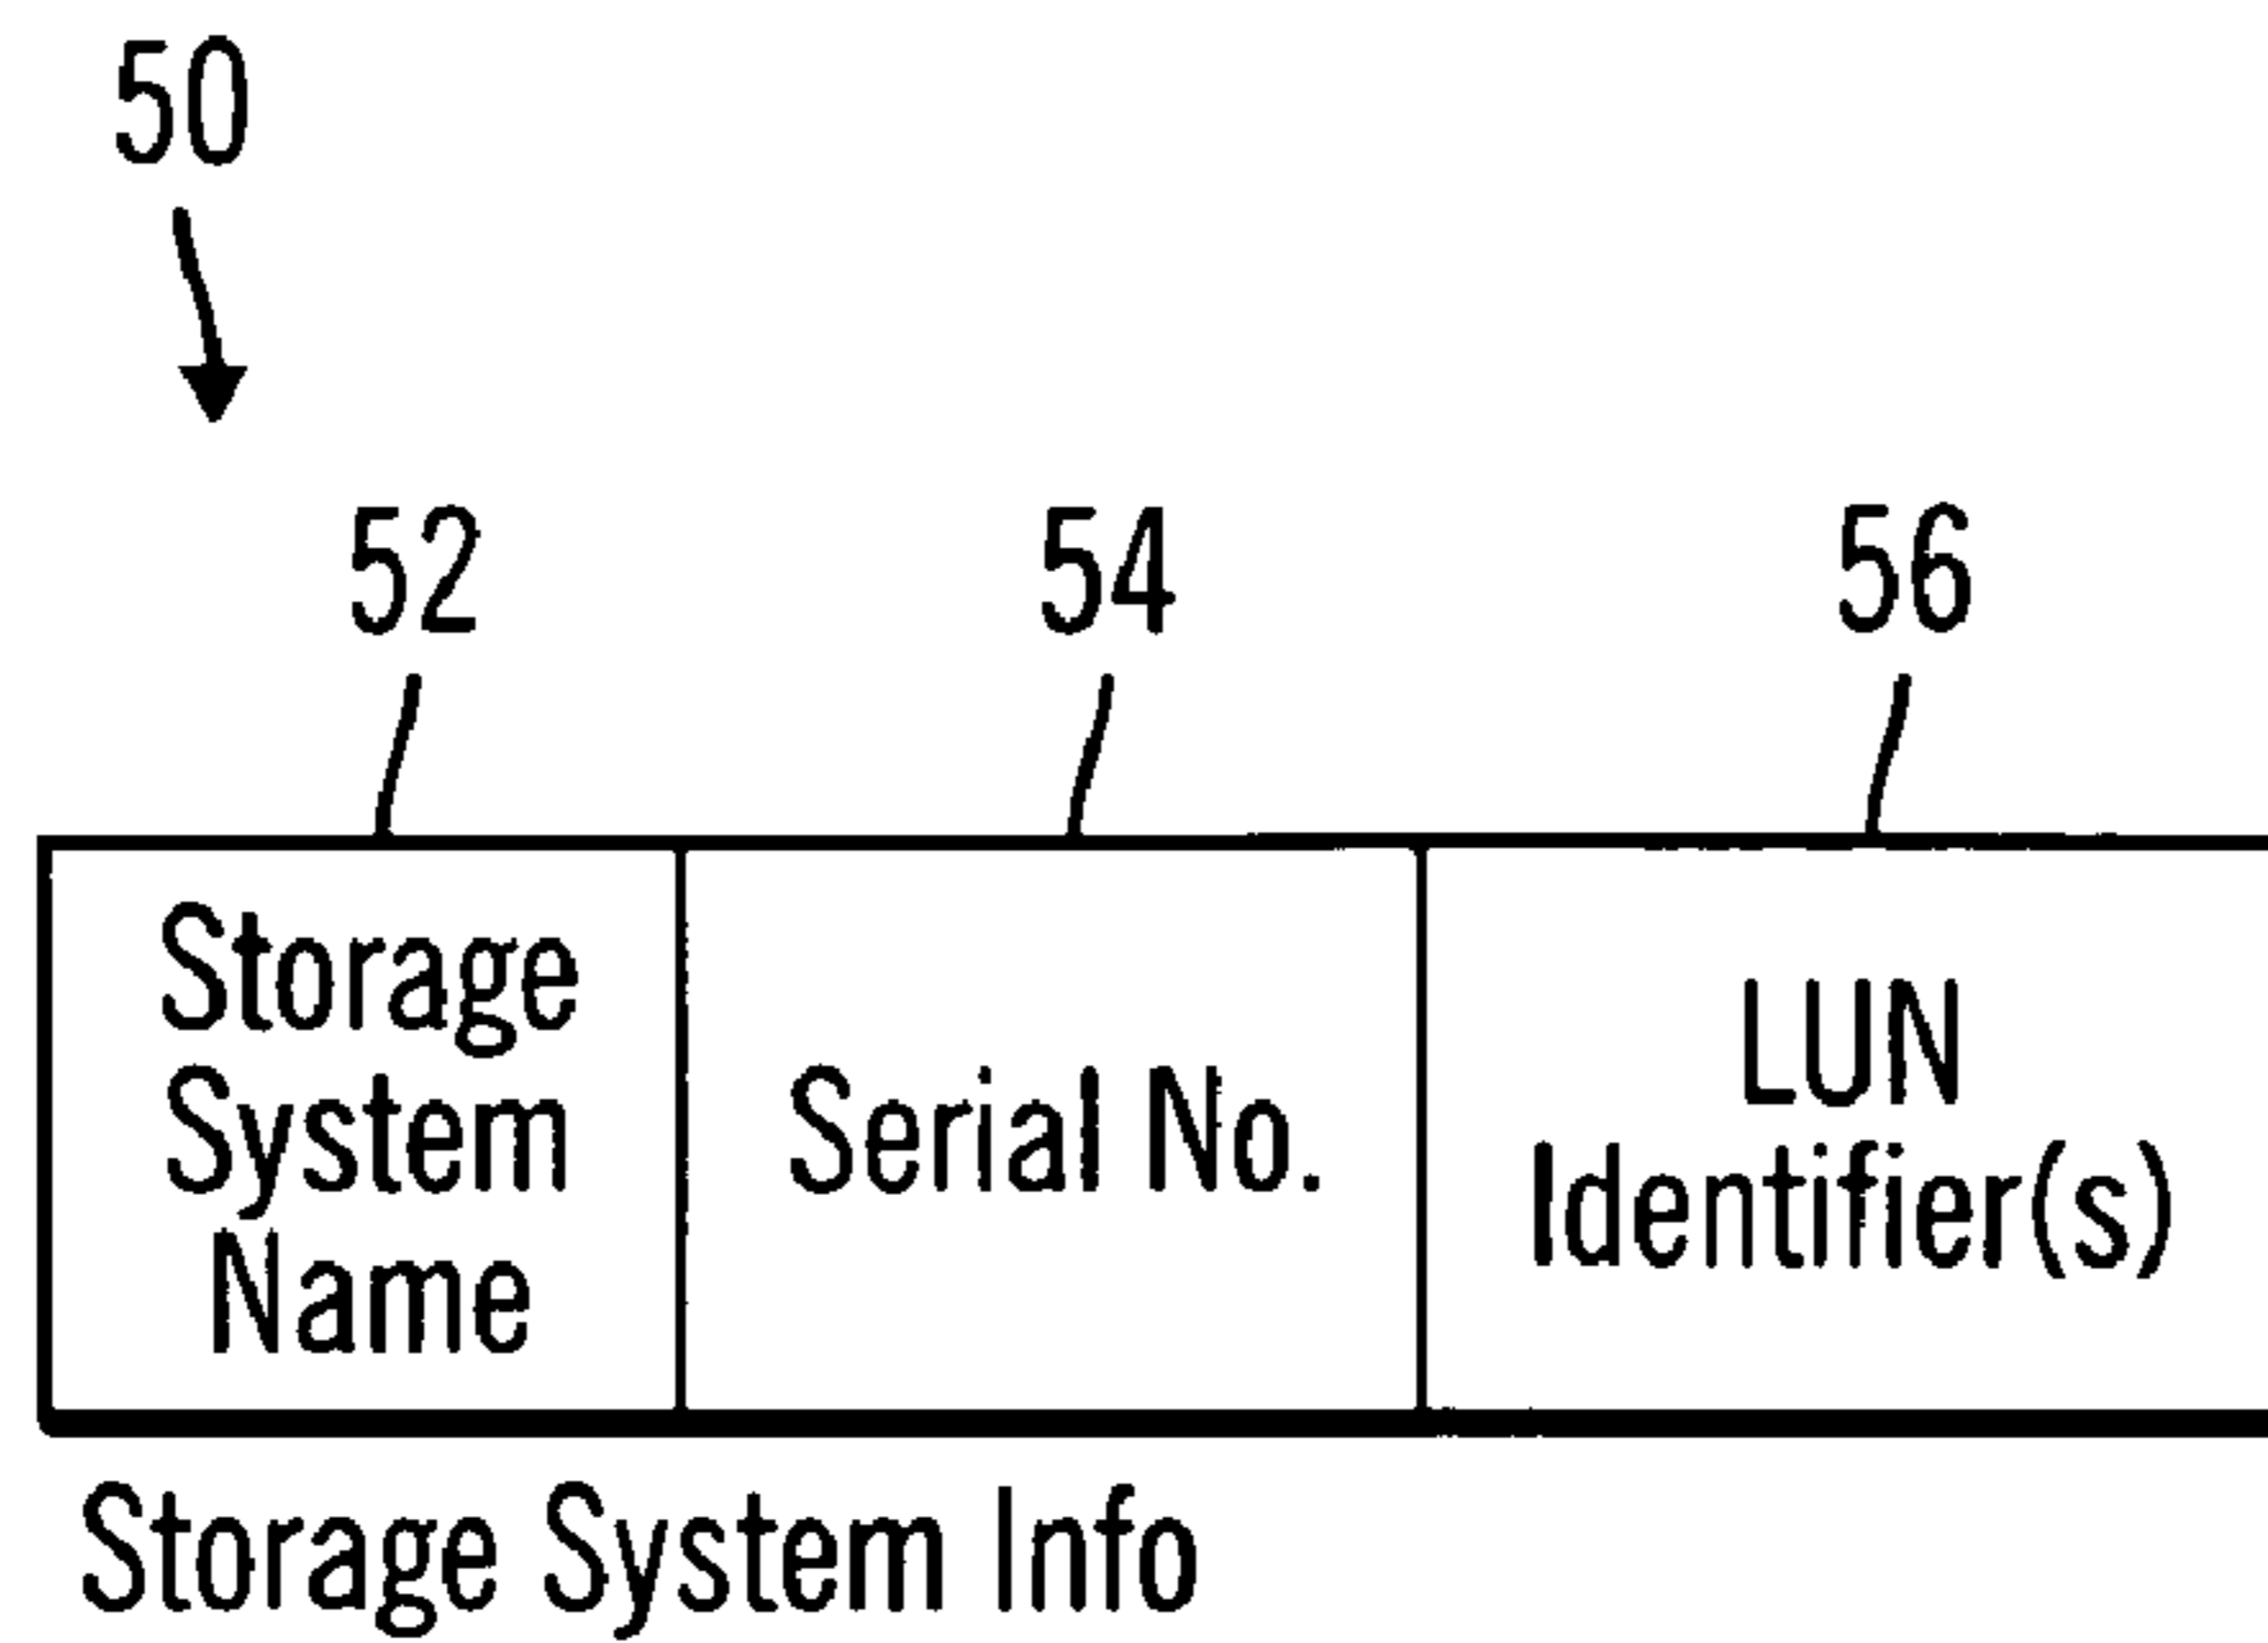 50
52
54
56
Storage
System
Name
Serial No.
LUN
Identifier(s)
Storage System Info